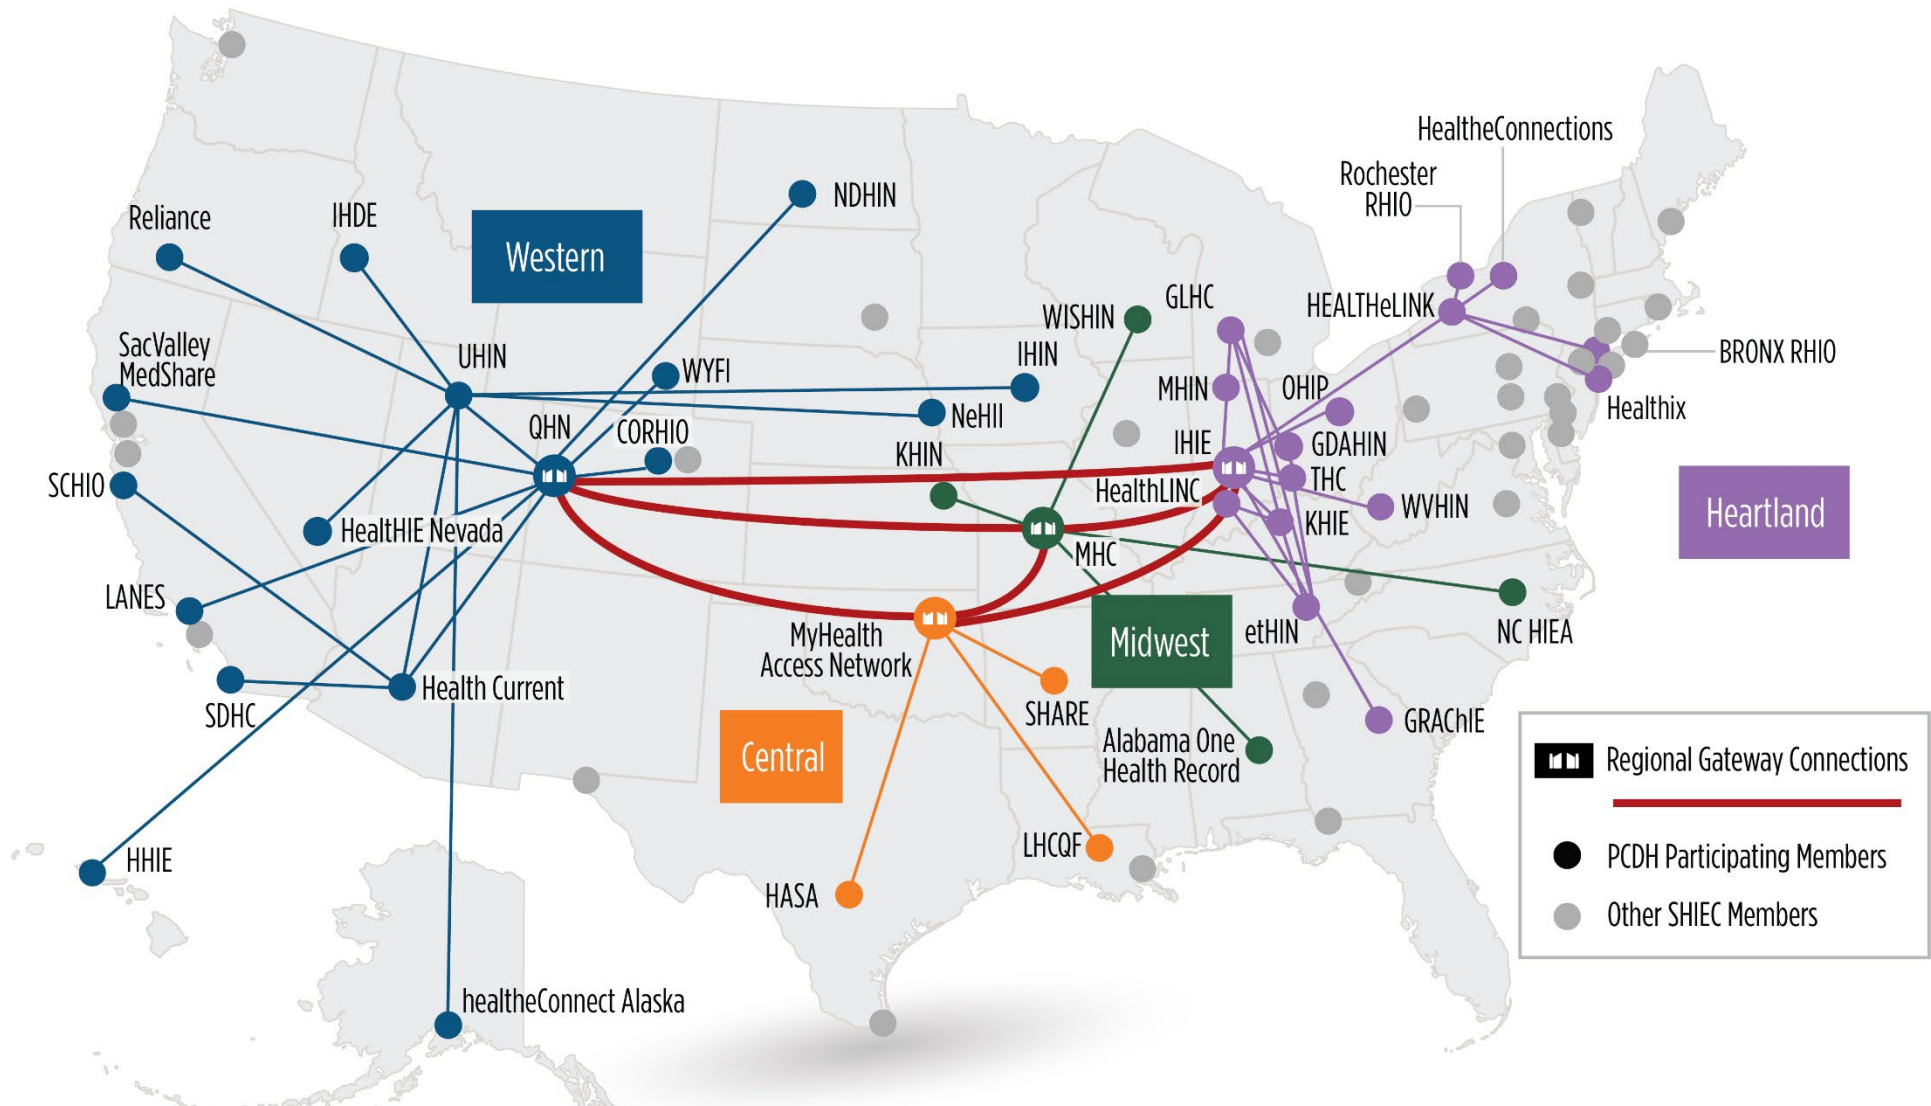 HealtheConnections
Rochester
RHIO
NDHIN
Reliance
IHDE
Western
GLHC
HEALTHeLINK
WISHIN
SacValley
MedShare
UHIN
IHIN
BRONX RHIO
WYFI
MHIN
OHIP
NeHII
Healthix
QHN
CORHIO
KHIN
IHIE
GDAHIN
THC
SCHIO
HealthLINC
WVHIN
Heartland
HealtHIE Nevada
KHIE
MHC
LANES
MyHealth
Access Network
Midwest
etHIN
NC HIEA
Health Current
SDHC
SHARE
GRAChIE
Central
Alabama One
Health Record
Regional Gateway Connections
HHIE
LHCQF
PCDH Participating Members
HASA
Other SHIEC Members
healtheConnect Alaska